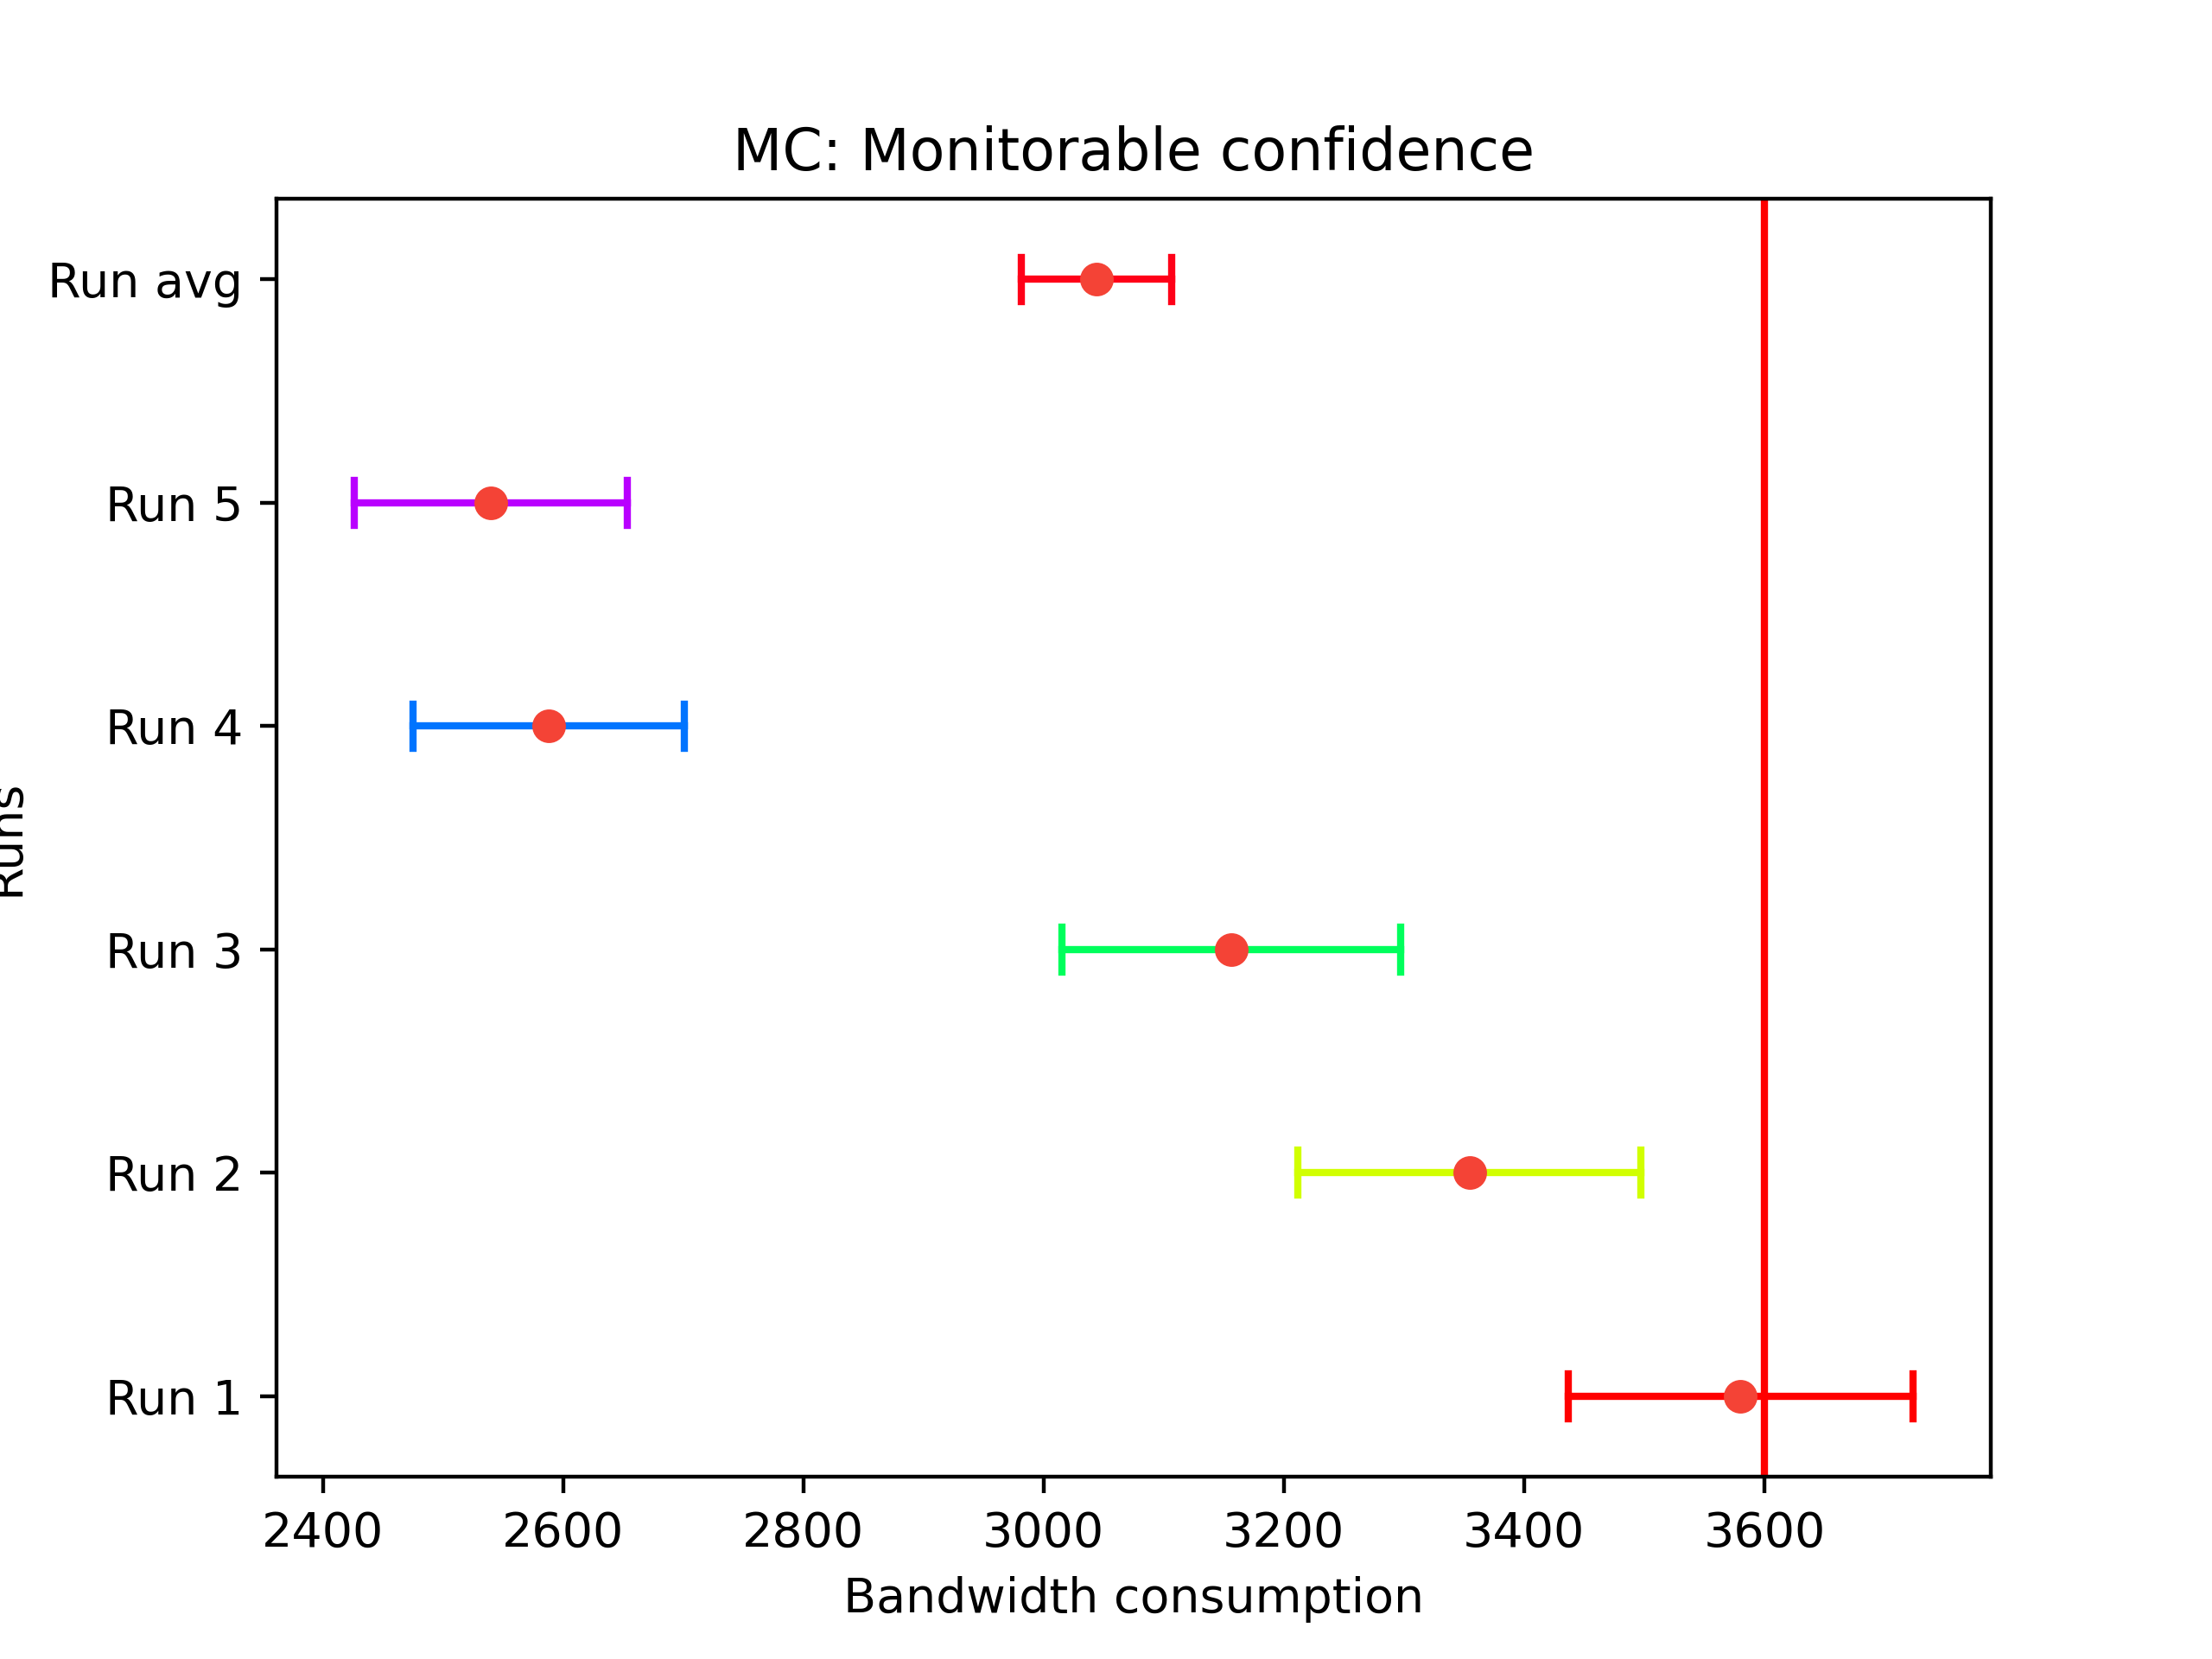 MC: Monitorable confidence
Run avg
Run 5
Run 4
Runs
Run 3
Run 2
Run 1
2400 2600 2800 3000 3200 3400 3600
Bandwidth consumption